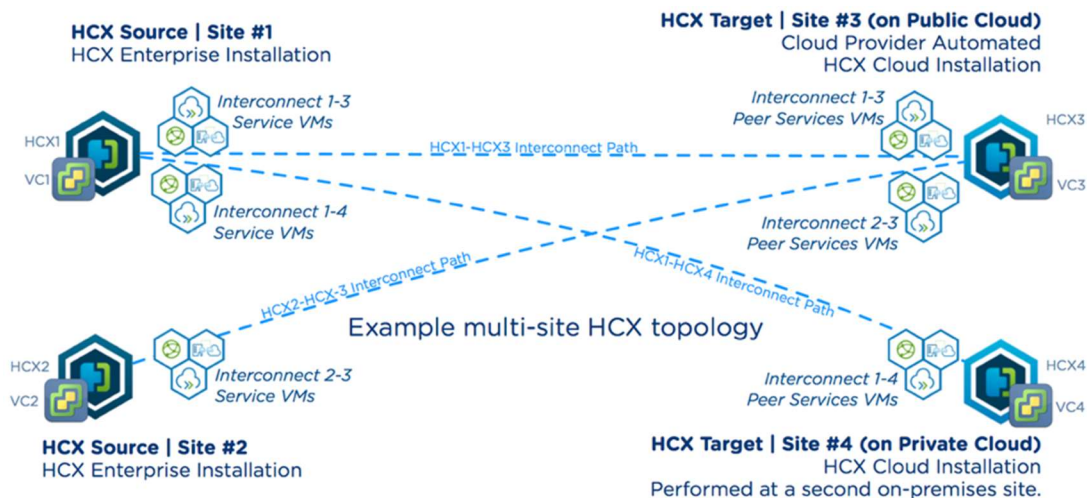 HCX Source | Site #1
HCX Enterprise Installation
HCX Target | Site #3 (on Public Cloud)
Cloud Provider Automated
HCX Cloud Installation
Interconnect 1-3
Service VMs
Interconnect 1-3
Peer Services VMs
HCX1
VC1
HCX1-HCX3 Interconnect Path
HCX3
VC3
Interconnect 1-4
Service VMs
Interconnect 2-3
Peer Services VMs
HCX2-HCX-3 Interconnect Path
HCX1-HCX4 Interconnect Path
Example multi-site HCX topology
HCX2
VC2
Interconnect 2-3
Service VMs
Interconnect 1-4
Peer Services VMs
HCX4
VC4
HCX Source | Site #2
HCX Enterprise Installation
HCX Target | Site #4 (on Private Cloud)
HCX Cloud Installation
Performed at a second on-premises site.